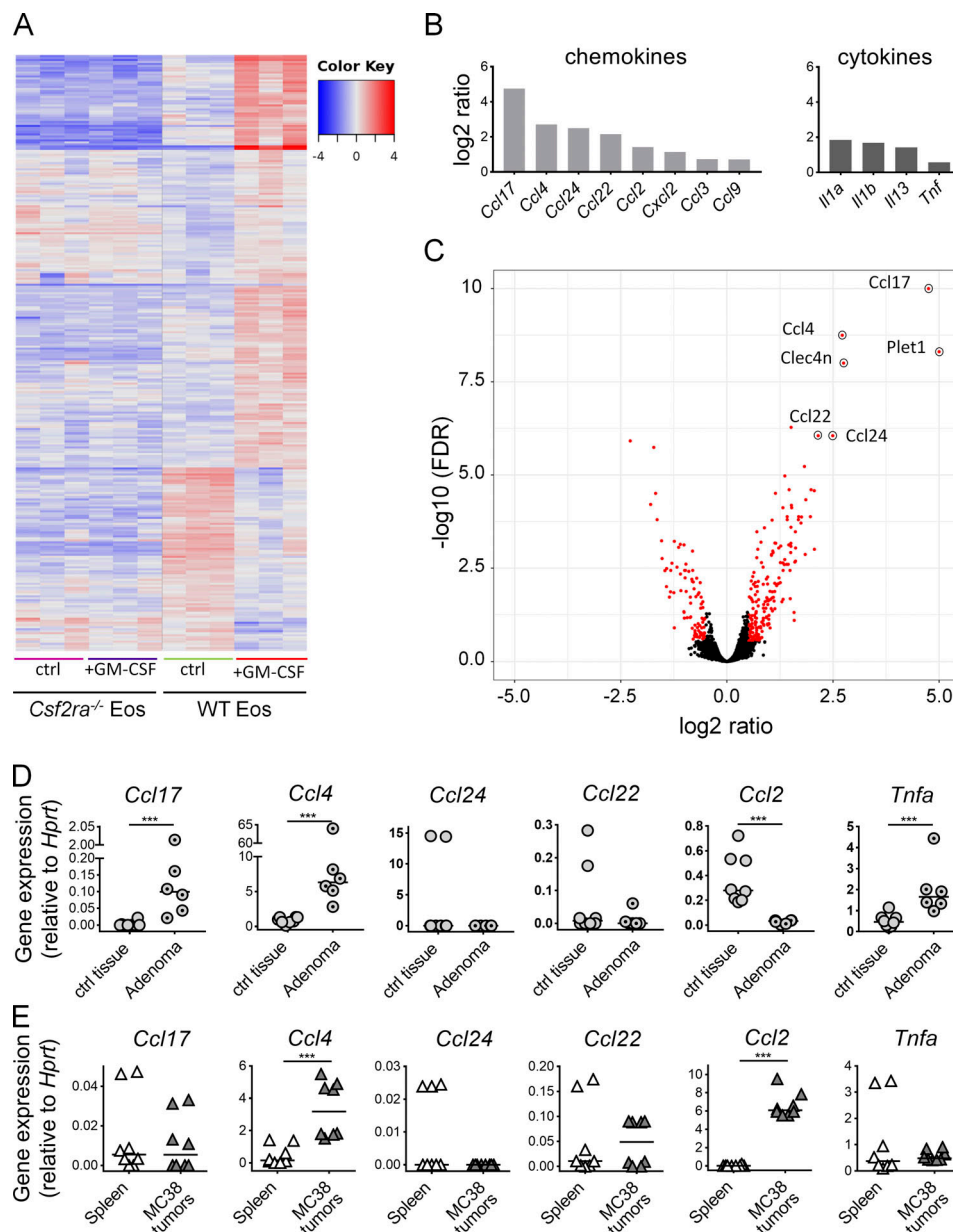 A
Color Key
-4 0 4
ctrl +GM-CSF ctrl +GM-CSF
Csf2ra-/- Eos WT Eos
B
chemokines cytokines
log2 ratio
6
4
2
0
Ccl17 Ccl4 Ccl24 Ccl22 Ccl2 Cxcl2 Ccl3 Ccl9
6
4
2
0
Il1a Il1b Il13 Tnf
C
-log10 (FDR)
10
7.5
5.0
2.5
0.0
Ccl17
Ccl4
Plet1
Clec4n
Ccl22
Ccl24
-5.0 -2.5 0.0 2.5 5.0
log2 ratio
D
Gene expression
(relative to Hprt)
Ccl17
***
2.05
2.00
0.20
0.15
0.10
0.05
0.00
ctrl tissue Adenoma
Ccl4
***
65
60
10
5
0
ctrl tissue Adenoma
Ccl24
15
10
5
0
ctrl tissue Adenoma
Ccl22
0.3
0.2
0.1
0.0
ctrl tissue Adenoma
Ccl2
***
0.8
0.6
0.4
0.2
0.0
ctrl tissue Adenoma
Tnfa
***
5
4
3
2
1
0
ctrl tissue Adenoma
E
Gene expression
(relative to Hprt)
Ccl17
0.04
0.02
0.00
Spleen MC38 tumors
Ccl4
***
6
4
2
0
Spleen MC38 tumors
Ccl24
0.03
0.02
0.01
0.00
Spleen MC38 tumors
Ccl22
0.20
0.15
0.10
0.05
0.00
Spleen MC38 tumors
Ccl2
***
10
8
6
4
2
0
Spleen MC38 tumors
Tnfa
4
3
2
1
0
Spleen MC38 tumors